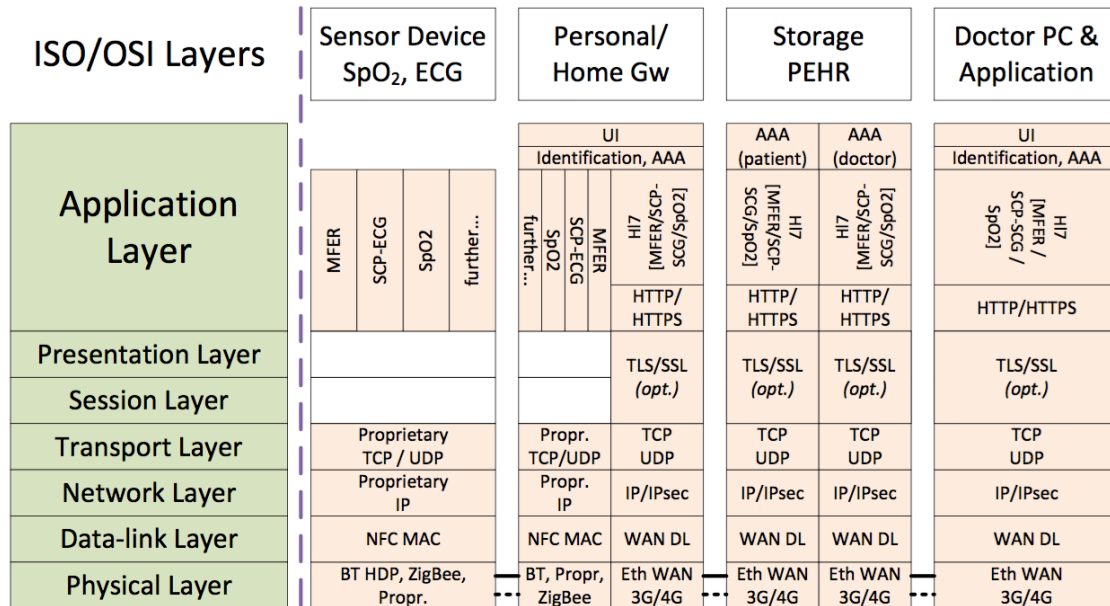 ISO/OSI Layers
Sensor Device
SpO₂, ECG
Personal/
Home Gw
Storage
PEHR
Doctor PC &
Application
Application
Layer
Presentation Layer
Session Layer
Transport Layer
Network Layer
Data-link Layer
Physical Layer
MFER
SCP-ECG
SpO2
further...
Proprietary
TCP / UDP
Proprietary
IP
NFC MAC
BT HDP, ZigBee,
Propr.
UI
Identification, AAA
further...
SpO2
SCP-ECG
MFER
HI7
[MFER/SCP-
SCG/SpO2]
HTTP/
HTTPS
TLS/SSL
(opt.)
Propr.
TCP/UDP
TCP
UDP
Propr.
IP
IP/IPsec
NFC MAC
WAN DL
BT, Propr,
ZigBee
Eth WAN
3G/4G
AAA
(patient)
AAA
(doctor)
HI7
[MFER/SCP-
SCG/SpO2]
HI7
[MFER/SCP-
SCG/SpO2]
HTTP/
HTTPS
HTTP/
HTTPS
TLS/SSL
(opt.)
TLS/SSL
(opt.)
TCP
UDP
TCP
UDP
IP/IPsec
IP/IPsec
WAN DL
WAN DL
Eth WAN
3G/4G
Eth WAN
3G/4G
UI
Identification, AAA
HI7
[MFER /
SCP-SCG /
SpO2]
HTTP/HTTPS
TLS/SSL
(opt.)
TCP
UDP
IP/IPsec
WAN DL
Eth WAN
3G/4G